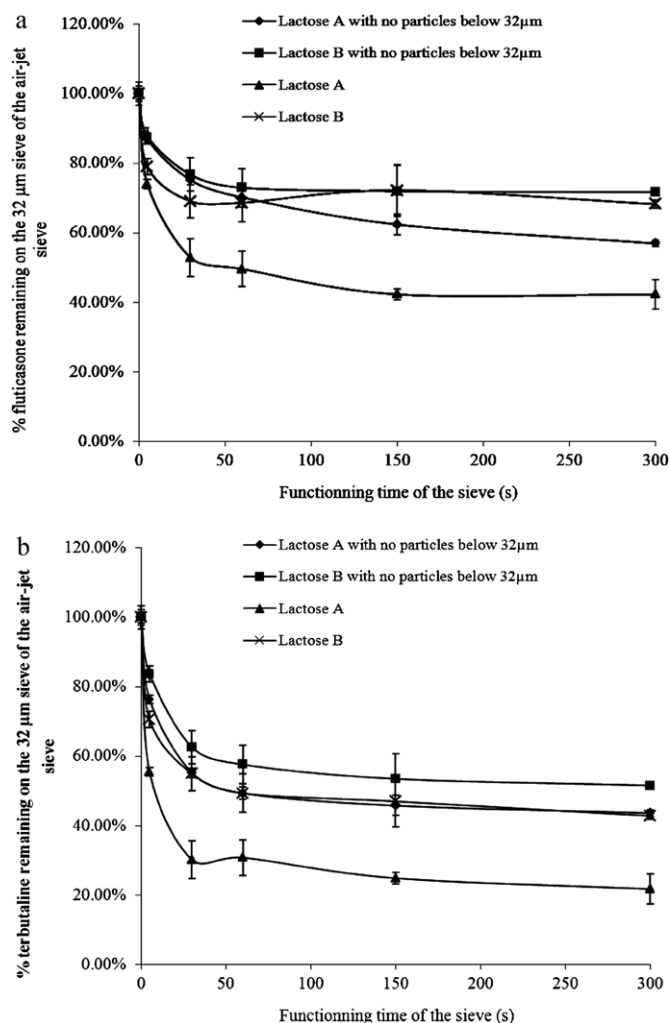 a
120.00%
100.00%
80.00%
60.00%
40.00%
20.00%
0.00%
% fluticasone remaining on the 32 µm sieve of the air-jet
sieve
Lactose A with no particles below 32µm
Lactose B with no particles below 32µm
Lactose A
Lactose B
0 50 100 150 200 250 300
Functionning time of the sieve (s)
b
120.00%
100.00%
80.00%
60.00%
40.00%
20.00%
0.00%
% terbutaline remaining on the 32 µm sieve of the air-jet
sieve
Lactose A with no particles below 32µm
Lactose B with no particles below 32µm
Lactose A
Lactose B
0 50 100 150 200 250 300
Functionning time of the sieve (s)